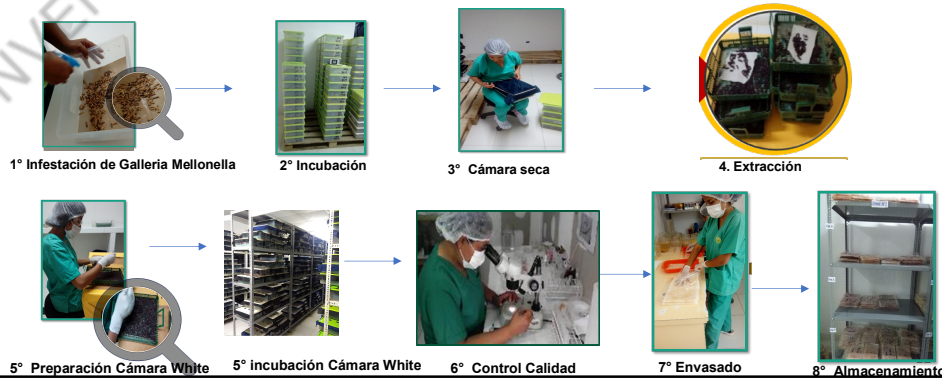 1° Infestación de Galleria Mellonella
2° Incubación
3° Cámara seca
4. Extracción
5° Preparación Cámara White
5° incubación Cámara White
6° Control Calidad
7° Envasado
8° Almacenamiento